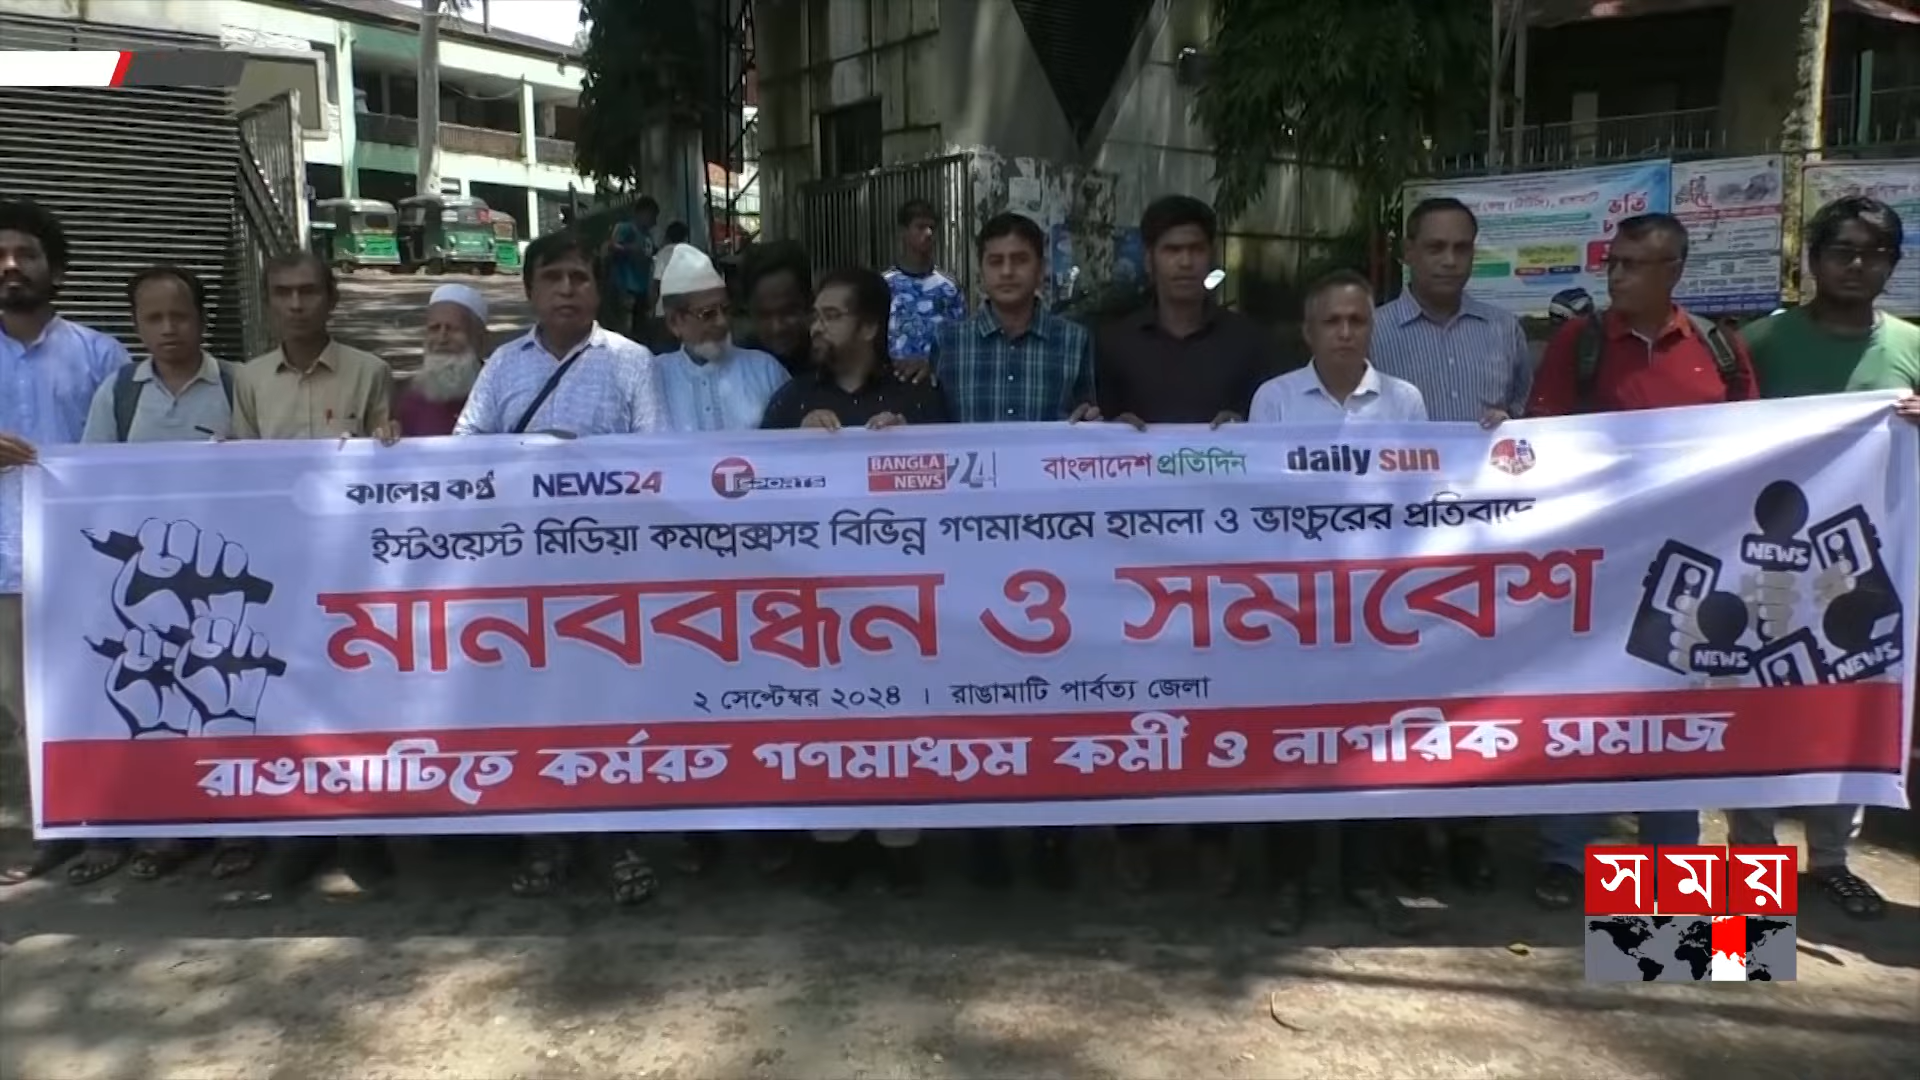 কালের কণ্ঠ NEWS24 T SPORTS BANGLA NEWS 24 বাংলাদেশ প্রতিদিন daily sun
ইস্টওয়েস্ট মিডিয়া কমপ্লেক্সসহ বিভিন্ন গণমাধ্যমে হামলা ও ভাংচুরের প্রতিবাদে
মানববন্ধন ও সমাবেশ
২ সেপ্টেম্বর ২০২৪ । রাঙামাটি পার্বত্য জেলা
রাঙামাটিতে কর্মরত গণমাধ্যম কর্মী ও নাগরিক সমাজ
NEWS
NEWS
NEWS
ভর্তি
সময়